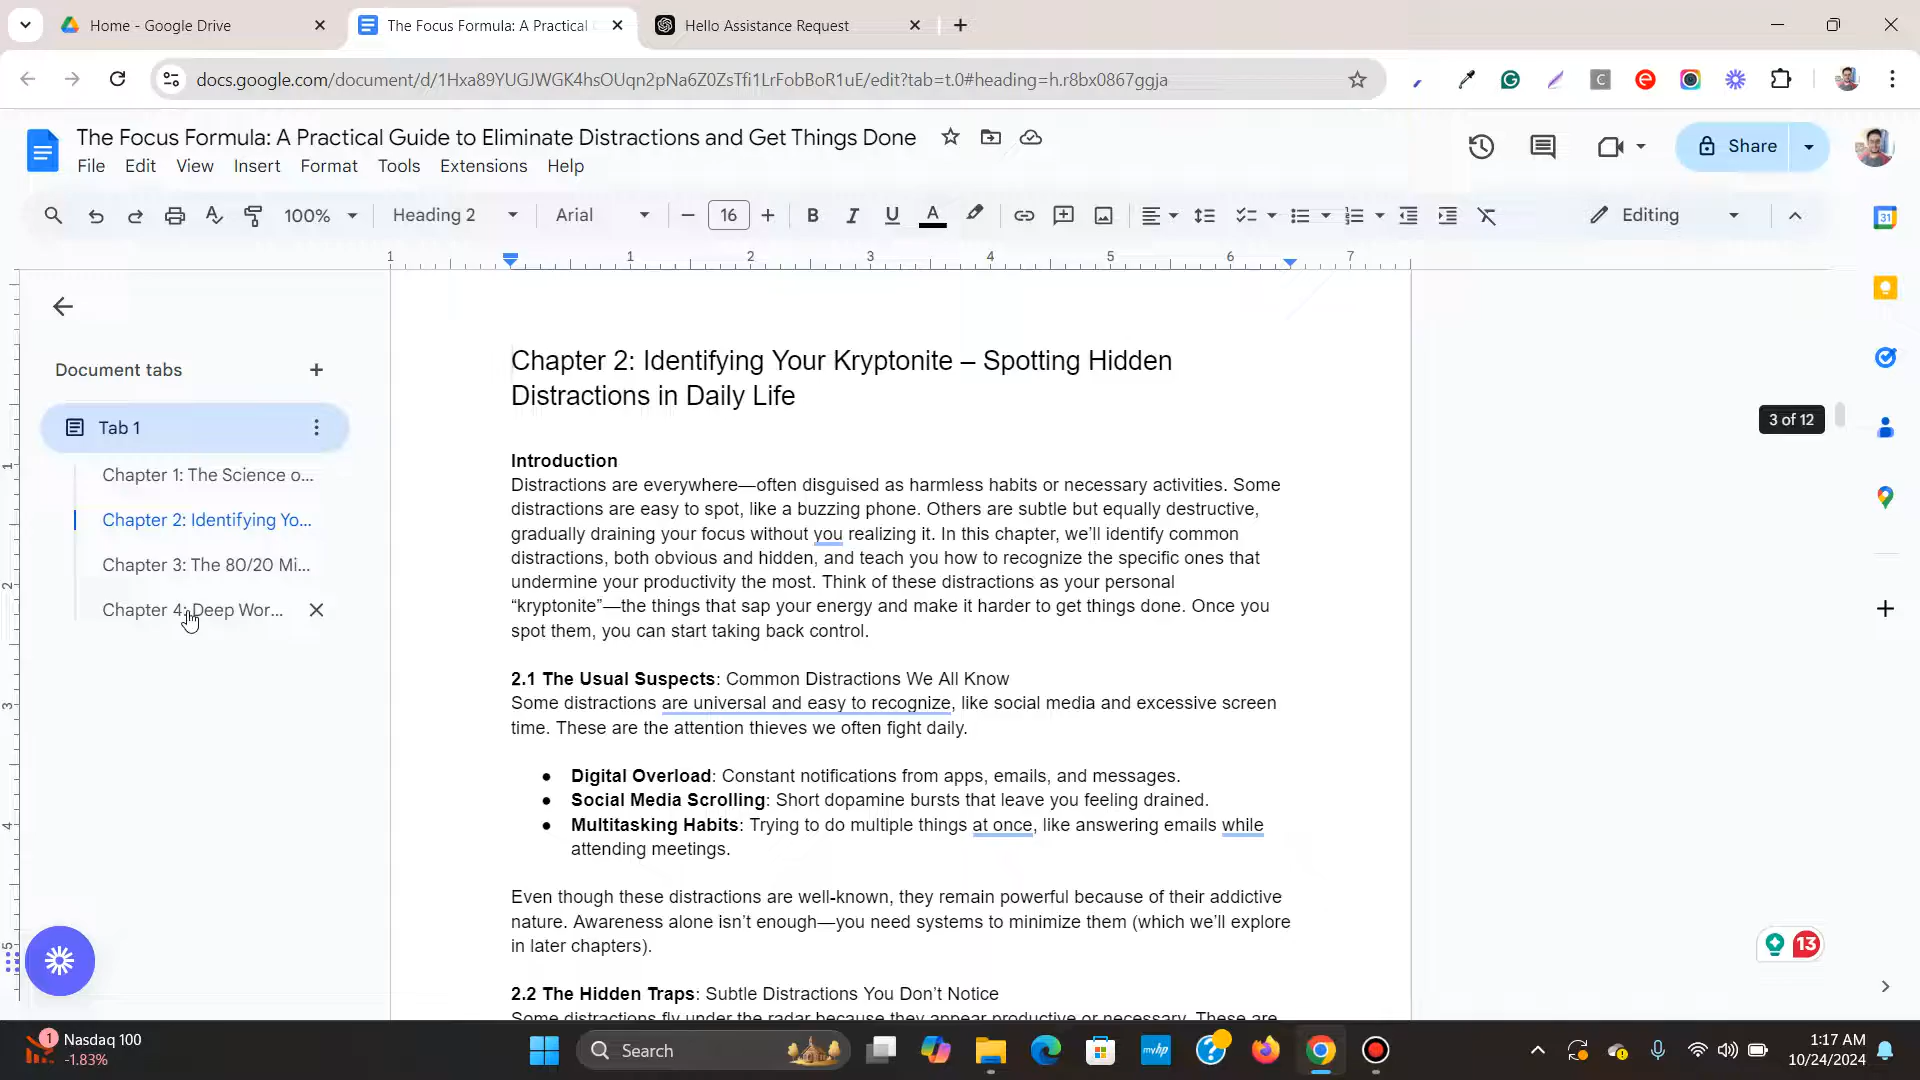 Home - Google Drive
The Focus Formula: A Practical
Hello Assistance Request
docs.google.com/document/d/1Hxa89YUGJWGK4hsOUqn2pNa6Z0ZsTfi1LrFobBoR1uE/edit?tab=t.0#heading=h.r8bx0867ggja
The Focus Formula: A Practical Guide to Eliminate Distractions and Get Things Done
File Edit View Insert Format Tools Extensions Help
Share
100% Heading 2 Arial 16 B I U A Editing
1 1 2 3 4 5 6 7
Document tabs
Tab 1
Chapter 1: The Science o...
Chapter 2: Identifying Yo...
Chapter 3: The 80/20 Mi...
Chapter 4: Deep Wor...
1
2
3
4
5
Chapter 2: Identifying Your Kryptonite – Spotting Hidden
Distractions in Daily Life
3 of 12
Introduction
Distractions are everywhere—often disguised as harmless habits or necessary activities. Some
distractions are easy to spot, like a buzzing phone. Others are subtle but equally destructive,
gradually draining your focus without you realizing it. In this chapter, we’ll identify common
distractions, both obvious and hidden, and teach you how to recognize the specific ones that
undermine your productivity the most. Think of these distractions as your personal
“kryptonite”—the things that sap your energy and make it harder to get things done. Once you
spot them, you can start taking back control.
2.1 The Usual Suspects: Common Distractions We All Know
Some distractions are universal and easy to recognize, like social media and excessive screen
time. These are the attention thieves we often fight daily.
● Digital Overload: Constant notifications from apps, emails, and messages.
● Social Media Scrolling: Short dopamine bursts that leave you feeling drained.
● Multitasking Habits: Trying to do multiple things at once, like answering emails while
attending meetings.
Even though these distractions are well-known, they remain powerful because of their addictive
nature. Awareness alone isn’t enough—you need systems to minimize them (which we’ll explore
in later chapters).
2.2 The Hidden Traps: Subtle Distractions You Don’t Notice
Some distractions fly under the radar because they appear productive or necessary. These are
31
C
13
1
Nasdaq 100
-1.83%
Search
myhp
1:17 AM
10/24/2024